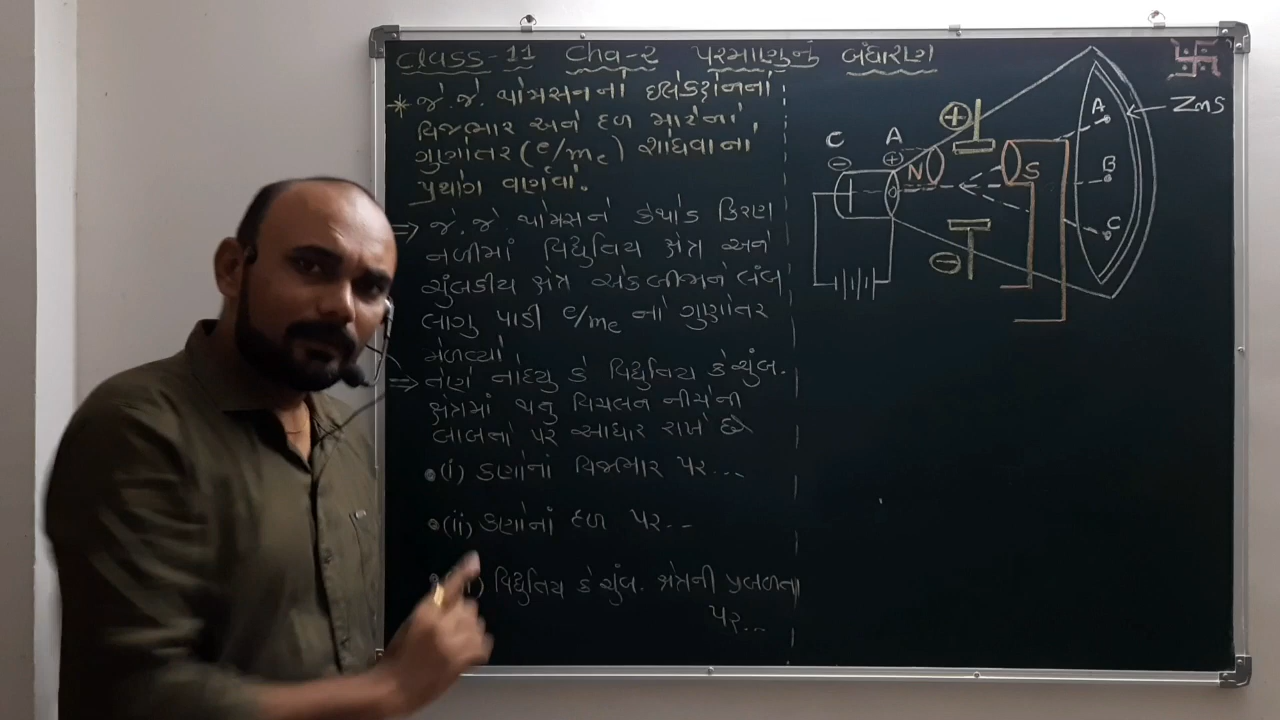 Class-11 Cha-2 પરમાણુનું બંધારણ
* જે. જે. થોમસનનો ઇલેક્ટ્રોનના
વિજભાર અને દળ માટેનો
ગુણોતર (e/me) શોધવાનો
પ્રયોગ વર્ણવો.
⇒ જે. જે થોમસને કેથોડ કિરણ
નળીમાં વિદ્યુતિય ક્ષેત્ર અને
ચુંબકીય ક્ષેત્ર એકબીજાને લંબ
લાગુ પાડી e/me નો ગુણોતર
મેળવ્યો
⇒ તેણે નોંધ્યુ કે વિદ્યુતિય કે ચુંબ.
ક્ષેત્રમાં થતુ વિચલન નીચેની
બાબતો પર આધાર રાખે છે
(i) કણોનાં વિજભાર પર...
(ii) કણોનાં દળ પર...
વિદ્યુતિય કે ચુંબ. ક્ષેત્રની પ્રબળતા
પર...
C A + ZnS
- + A
N S B
C
-